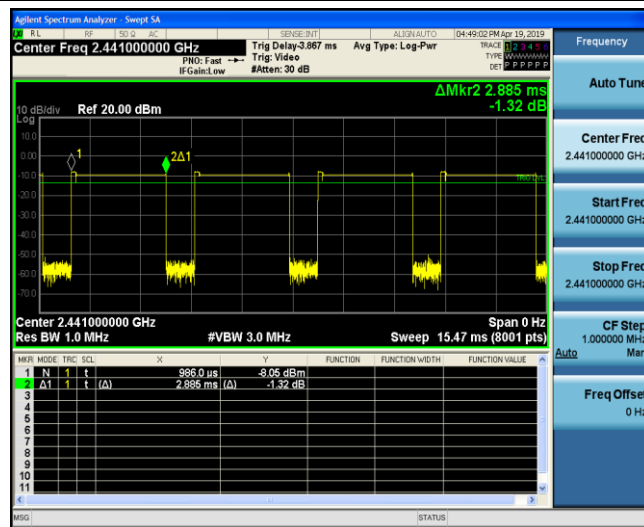 Agilent Spectrum Analyzer - Swept SA
RL RF 50 Ω AC SENSE:INT ALIGNAUTO 04:49:02 PM Apr 19, 2019
Center Freq 2.441000000 GHz Trig Delay-3.867 ms Avg Type: Log-Pwr TRACE 1 2 3 4 5 6
PNO: Fast Trig: Video TYPE W
IFGain:Low #Atten: 30 dB DET P P P P P P
ΔMkr2 2.885 ms
-1.32 dB
10 dB/div Ref 20.00 dBm
Log
10.0
0.00
1
2Δ1
-10.0
TRIG LVL
-20.0
-30.0
-40.0
-50.0
-60.0
-70.0
Center 2.441000000 GHz Span 0 Hz
Res BW 1.0 MHz #VBW 3.0 MHz Sweep 15.47 ms (8001 pts)
MKR MODE TRC SCL X Y FUNCTION FUNCTION WIDTH FUNCTION VALUE
1 N 1 t 986.0 µs -8.05 dBm
2 Δ1 1 t (Δ) 2.885 ms (Δ) -1.32 dB
3
4
5
6
7
8
9
10
11
MSG STATUS
Frequency
Auto Tune
Center Freq
2.441000000 GHz
Start Freq
2.441000000 GHz
Stop Freq
2.441000000 GHz
CF Step
1.000000 MHz
Auto Man
Freq Offset
0 Hz